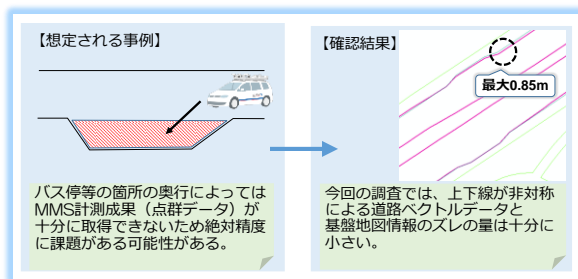 【想定される事例】
バス停等の箇所の奥行によっては
MMS計測成果（点群データ）が
十分に取得できないため絶対精度
に課題がある可能性がある。
【確認結果】
最大0.85m
今回の調査では、上下線が非対称
による道路ベクトルデータと
基盤地図情報のズレの量は十分に
小さい。